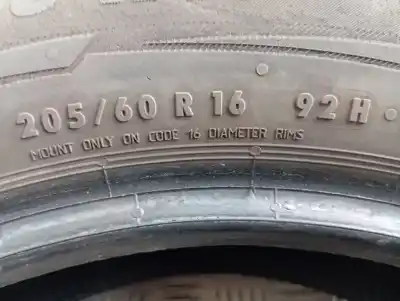 205/60 R 16 92 H
MOUNT ONLY ON CODE 16 DIAMETER RIMS